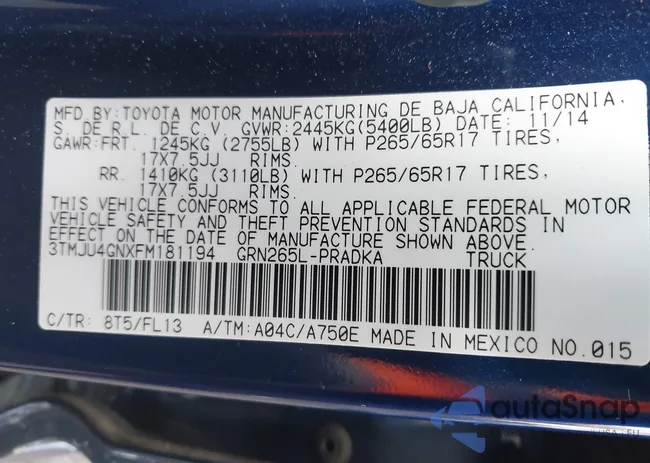 MFD.BY:TOYOTA MOTOR MANUFACTURING DE BAJA CALIFORNIA,
S. DE R.L. DE C.V. GVWR:2445KG(5400LB) DATE: 11/14
GAWR:FRT. 1245KG (2755LB) WITH P265/65R17 TIRES,
17X7.5JJ RIMS.
RR. 1410KG (3110LB) WITH P265/65R17 TIRES,
17X7.5JJ RIMS.
THIS VEHICLE CONFORMS TO ALL APPLICABLE FEDERAL MOTOR
VEHICLE SAFETY AND THEFT PREVENTION STANDARDS IN
EFFECT ON THE DATE OF MANUFACTURE SHOWN ABOVE.
3TMJU4GNXFM181194 GRN265L-PRADKA TRUCK
C/TR: 8T5/FL13 A/TM:A04C/A750E MADE IN MEXICO NO.015
autoSnap